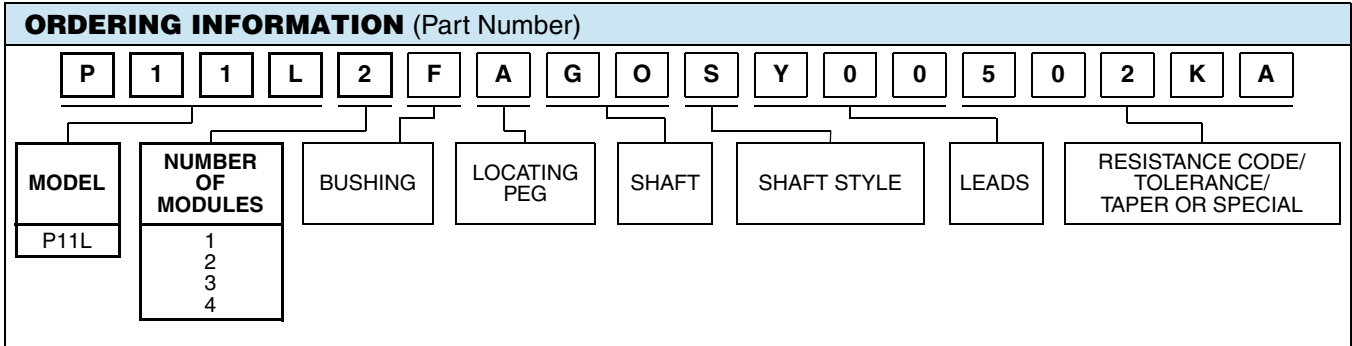 ORDERING INFORMATION (Part Number)
P 1 1 L 2 F A G O S Y 0 0 5 0 2 K A
MODEL
P11L
NUMBER
OF
MODULES
1
2
3
4
BUSHING
LOCATING
PEG
SHAFT
SHAFT STYLE
LEADS
RESISTANCE CODE/
TOLERANCE/
TAPER OR SPECIAL